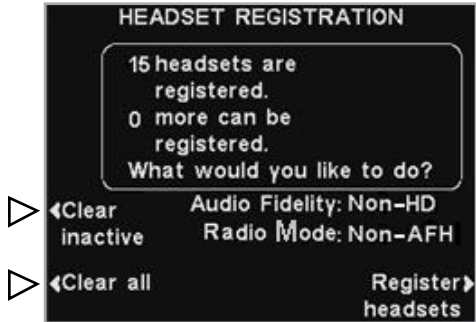 HEADSET REGISTRATION
15 headsets are
registered.
0 more can be
registered.
What would you like to do?
Audio Fidelity: Non-HD
Radio Mode: Non-AFH
Clear
inactive
Clear all
Register
headsets